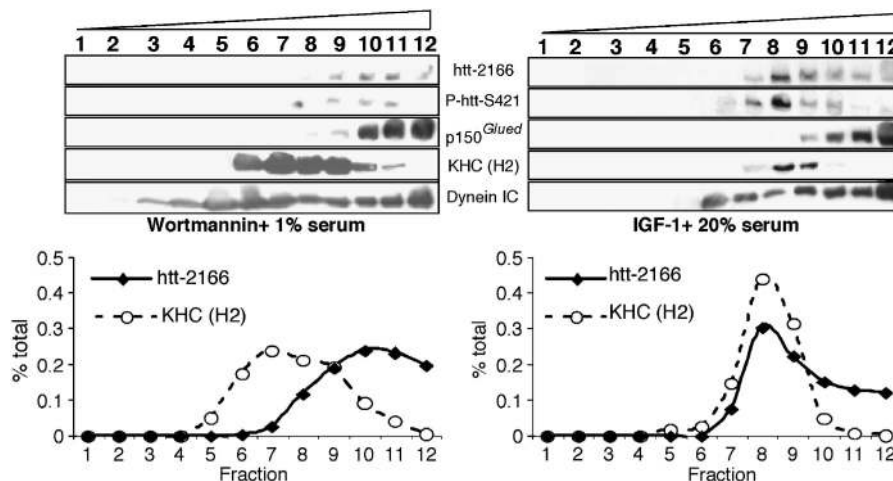 1 2 3 4 5 6 7 8 9 10 11 12
1 2 3 4 5 6 7 8 9 10 11 12
htt-2166
P-htt-S421
p150Glued
KHC (H2)
Dynein IC
Wortmannin+ 1% serum
IGF-1+ 20% serum
0.5
0.4
0.3
0.2
0.1
0
% total
htt-2166
KHC (H2)
1 2 3 4 5 6 7 8 9 10 11 12
Fraction
0.5
0.4
0.3
0.2
0.1
0
% total
htt-2166
KHC (H2)
1 2 3 4 5 6 7 8 9 10 11 12
Fraction